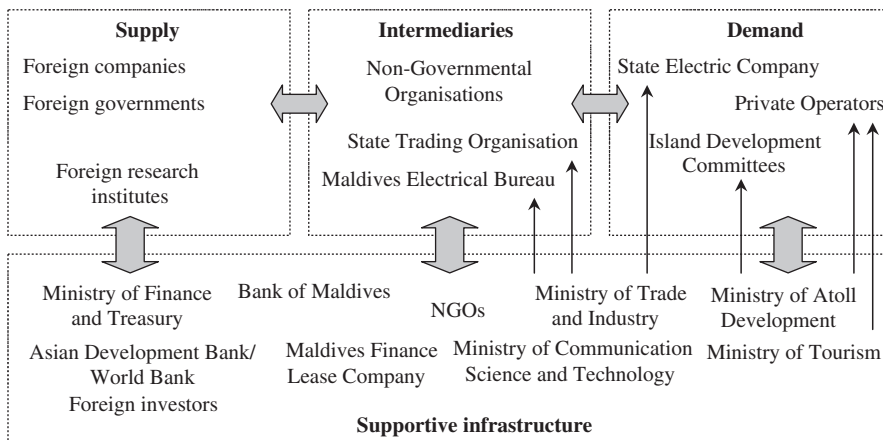 Supply
Foreign companies
Foreign governments
Foreign research
institutes
Intermediaries
Non-Governmental
Organisations
State Trading Organisation
Maldives Electrical Bureau
Demand
State Electric Company
Private Operators
Island Development
Committees
Ministry of Finance
and Treasury
Bank of Maldives
NGOs
Ministry of Trade
and Industry
Ministry of Atoll
Development
Asian Development Bank/
World Bank
Foreign investors
Maldives Finance
Lease Company
Ministry of Communication
Science and Technology
Ministry of Tourism
Supportive infrastructure